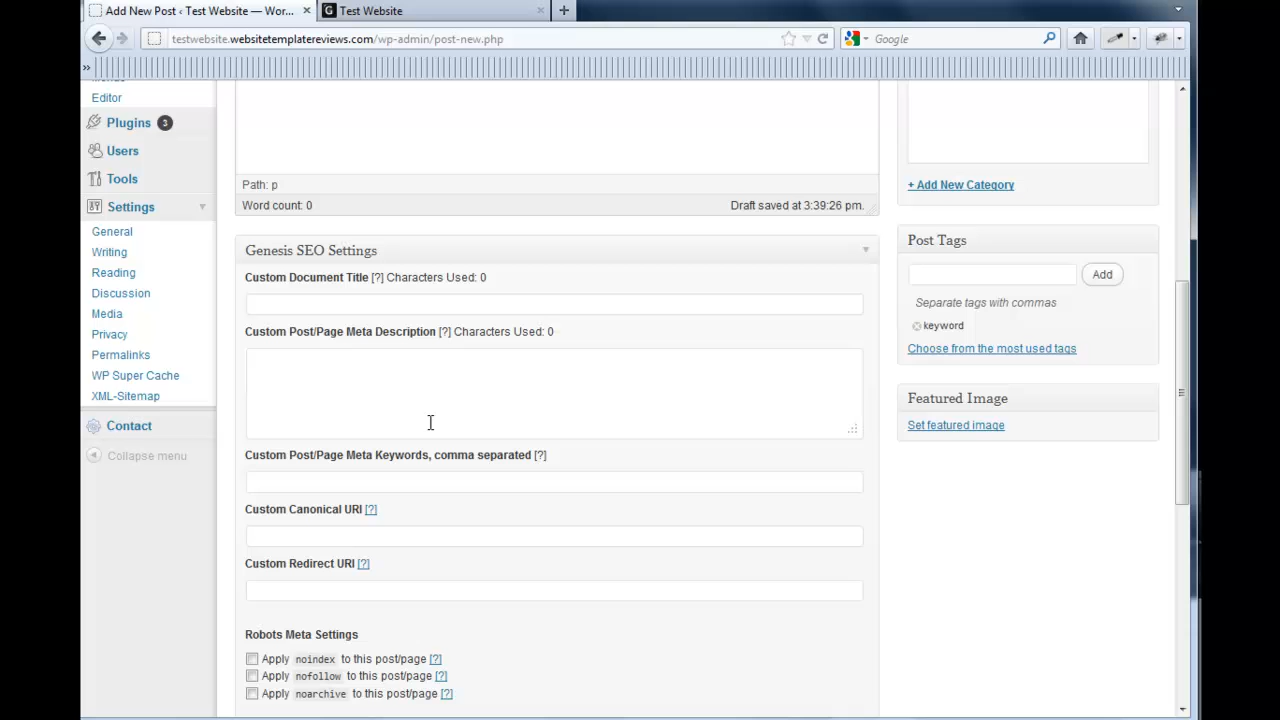 Add New Post ‹ Test Website — Wor...
Test Website
testwebsite.websitetemplatereviews.com/wp-admin/post-new.php
Google
»
Editor
Plugins 3
Users
Tools
Settings
General
Writing
Reading
Discussion
Media
Privacy
Permalinks
WP Super Cache
XML-Sitemap
Contact
Collapse menu
Path: p
Word count: 0
Draft saved at 3:39:26 pm.
Genesis SEO Settings
Custom Document Title [?] Characters Used: 0
Custom Post/Page Meta Description [?] Characters Used: 0
Custom Post/Page Meta Keywords, comma separated [?]
Custom Canonical URI [?]
Custom Redirect URI [?]
Robots Meta Settings
Apply noindex to this post/page [?]
Apply nofollow to this post/page [?]
Apply noarchive to this post/page [?]
+ Add New Category
Post Tags
Add
Separate tags with commas
keyword
Choose from the most used tags
Featured Image
Set featured image